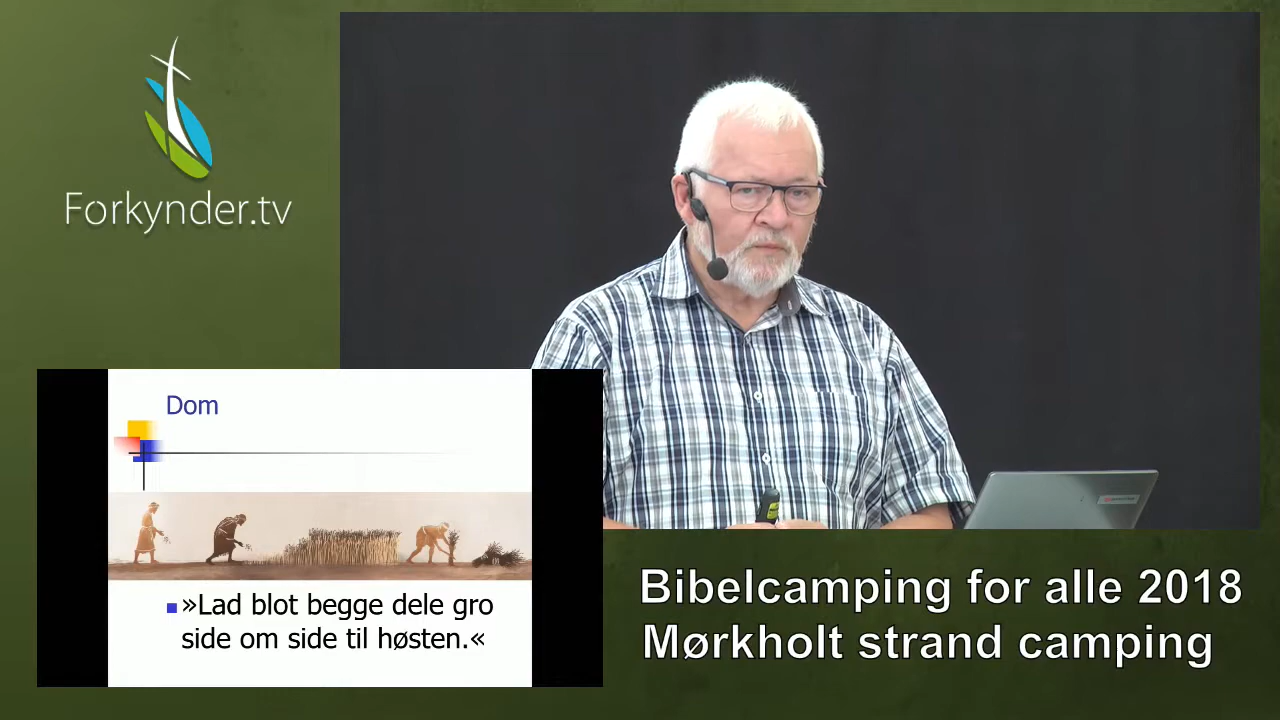 Forkynder.tv
Dom
»Lad blot begge dele gro
side om side til høsten.«
Bibelcamping for alle 2018
Mørkholt strand camping